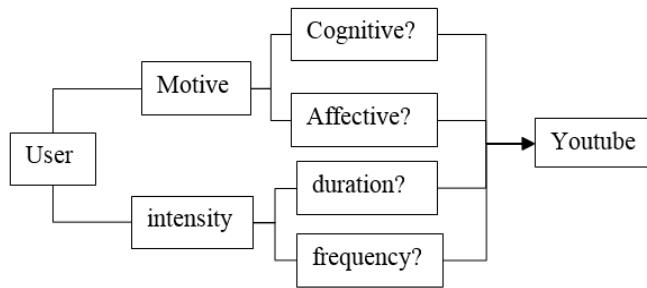 Cognitive?
Motive
Affective?
User
Youtube
duration?
intensity
frequency?